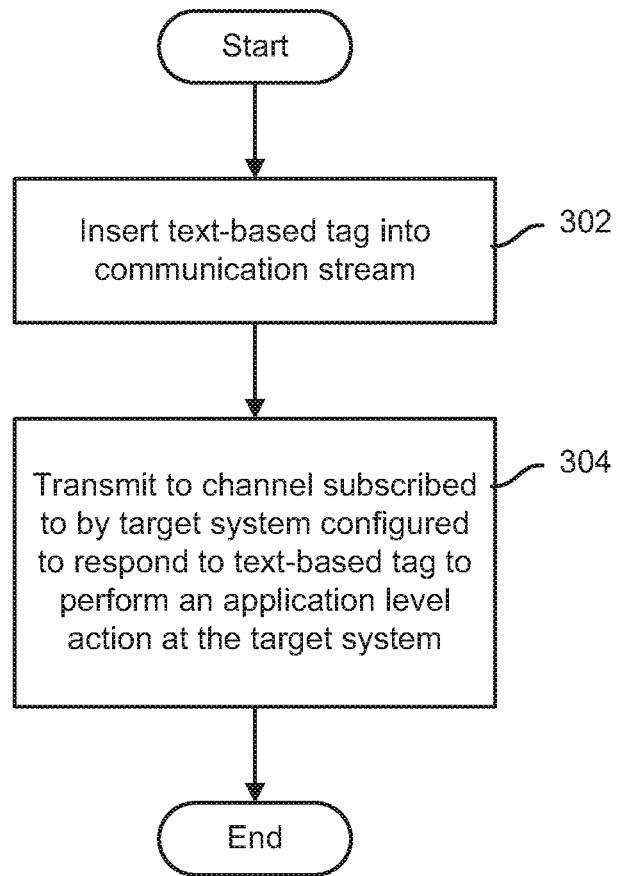 Start
Insert text-based tag into
communication stream
302
Transmit to channel subscribed
to by target system configured
to respond to text-based tag to
perform an application level
action at the target system
304
End